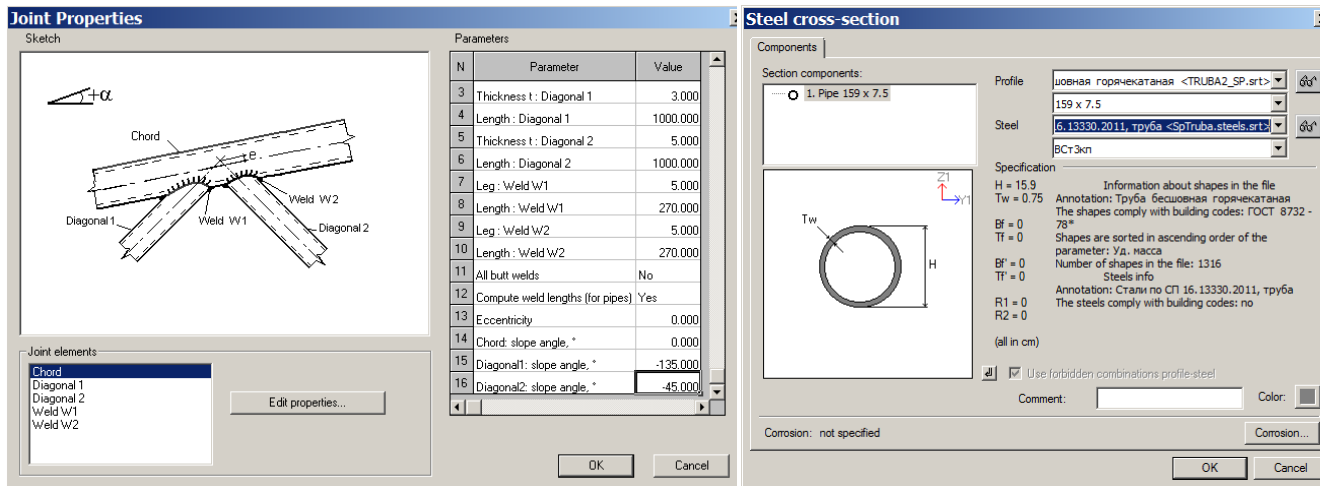 Joint Properties
Sketch
+α
Chord
e
Weld W2
Diagonal 1
Weld W1
Diagonal 2
Joint elements
Chord
Diagonal 1
Diagonal 2
Weld W1
Weld W2
Edit properties...
Parameters
N Parameter Value
3 Thickness t : Diagonal 1 3.000
4 Length : Diagonal 1 1000.000
5 Thickness t : Diagonal 2 5.000
6 Length : Diagonal 2 1000.000
7 Leg : Weld W1 5.000
8 Length : Weld W1 270.000
9 Leg : Weld W2 5.000
10 Length : Weld W2 270.000
11 All butt welds No
12 Compute weld lengths (for pipes) Yes
13 Eccentricity 0.000
14 Chord: slope angle, ° 0.000
15 Diagonal1: slope angle, ° -135.000
16 Diagonal2: slope angle, ° -45.000
OK Cancel
Steel cross-section
Components
Section components:
1. Pipe 159 x 7.5
Profile
горячекатаная <TRUBA2_SP.srt>
159 x 7.5
Steel
16.13330.2011, труба <SpTruba.steels.srt>
ВСт3кп
Z1
Y1
Tw
H
Specification
H = 15.9 Information about shapes in the file
Tw = 0.75 Annotation: Труба бесшовная горячекатаная
The shapes comply with building codes: ГОСТ 8732 -
Bf = 0 78*
Tf = 0 Shapes are sorted in ascending order of the
parameter: Уд. масса
Bf' = 0 Number of shapes in the file: 1316
Tf' = 0 Steels info
Annotation: Стали по СП 16.13330.2011, труба
R1 = 0 The steels comply with building codes: no
R2 = 0
(all in cm)
Use forbidden combinations profile-steel
Comment: Color:
Corrosion: not specified Corrosion...
OK Cancel